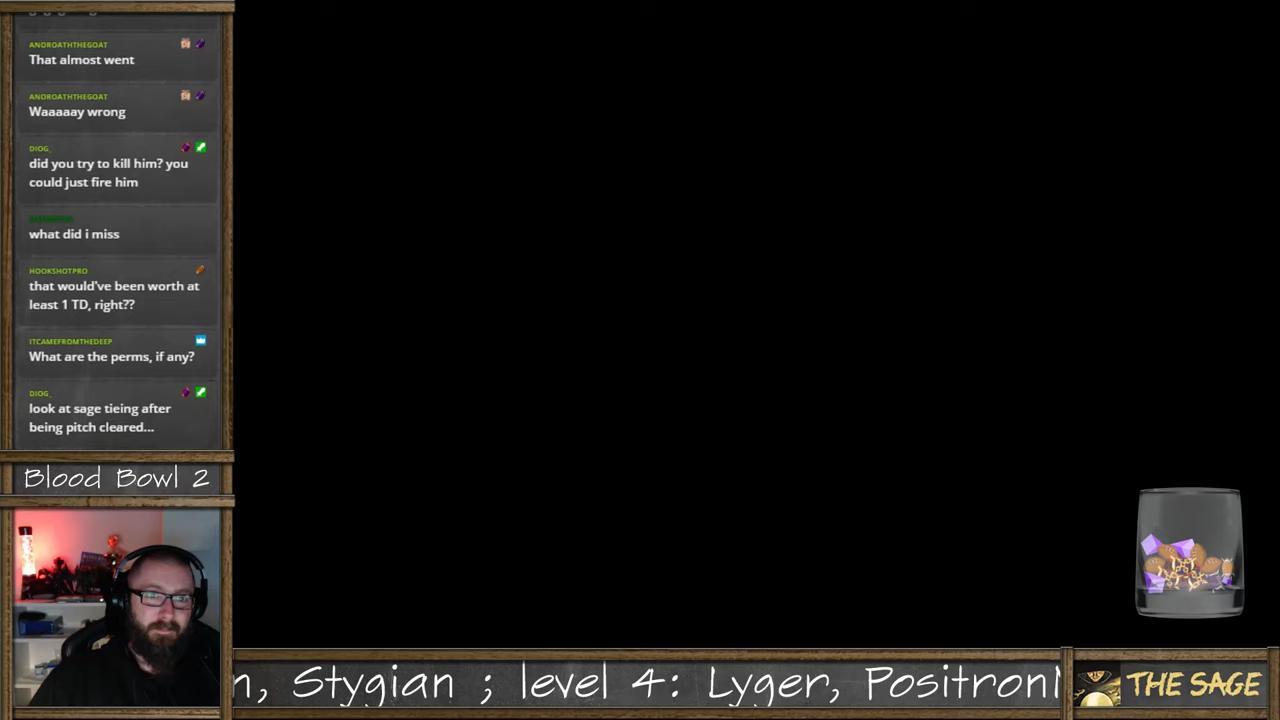 ANDROATHTHEGOAT
That almost went
ANDROATHTHEGOAT
Waaaaay wrong
DIOG_
did you try to kill him? you
could just fire him
what did i miss
HOOKSHOTPRO
that would've been worth at
least 1 TD, right??
ITCAMEFROMTHEDEEP
What are the perms, if any?
DIOG_
look at sage tieing after
being pitch cleared...
Blood Bowl 2
n, Stygian ; level 4: Lyger, Positron
THE SAGE